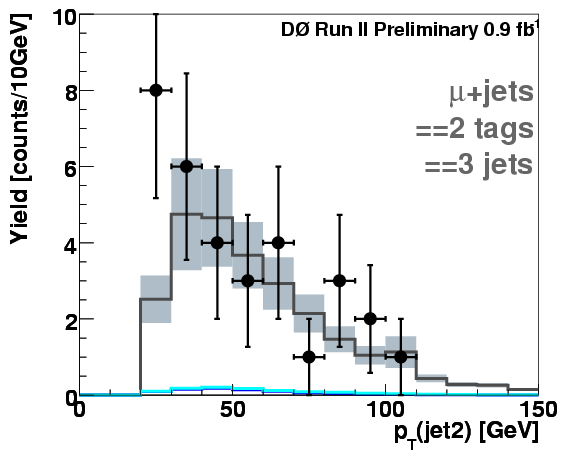 DØ Run II Preliminary 0.9 fb⁻¹
μ+jets
==2 tags
==3 jets
Yield [counts/10GeV]
10
8
6
4
2
0
0 50 100 150
p_T(jet2) [GeV]